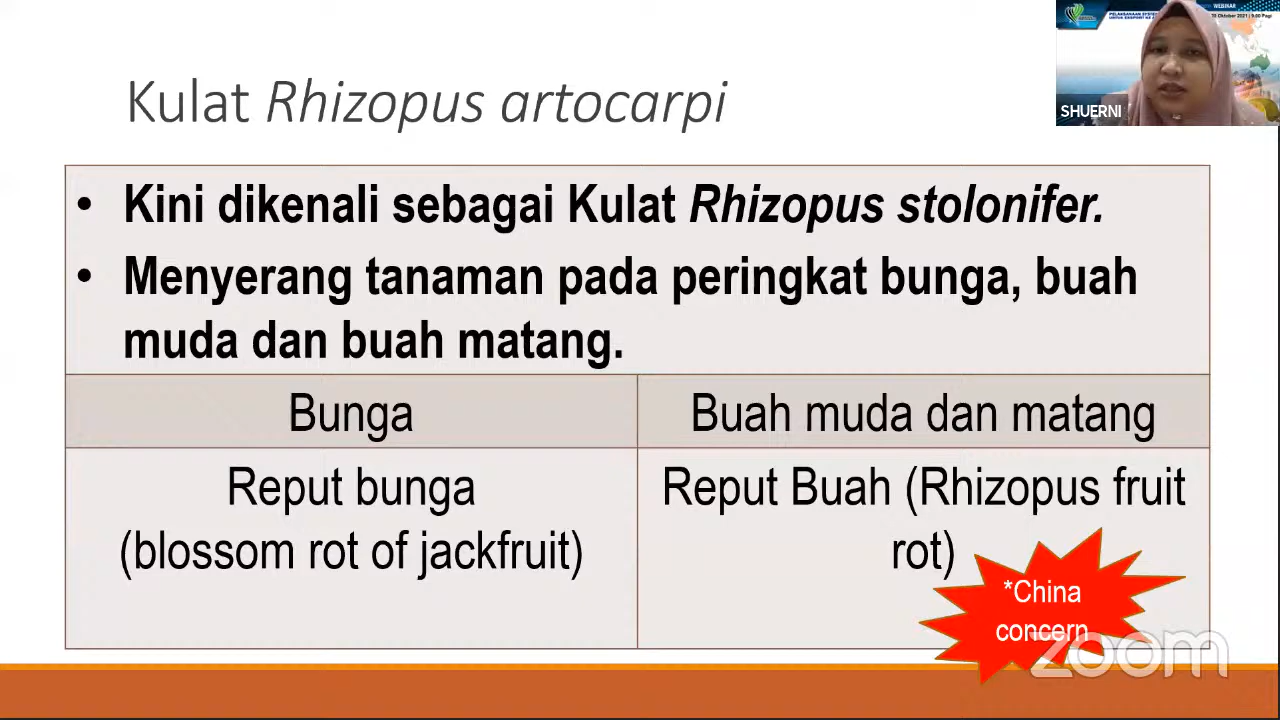 WEBINAR
Kulat Rhizopus artocarpi
SHUERNI
• Kini dikenali sebagai Kulat Rhizopus stolonifer.
• Menyerang tanaman pada peringkat bunga, buah
muda dan buah matang.
Bunga
Buah muda dan matang
Reput bunga
(blossom rot of jackfruit)
Reput Buah (Rhizopus fruit
rot)
*China
concern
zoom